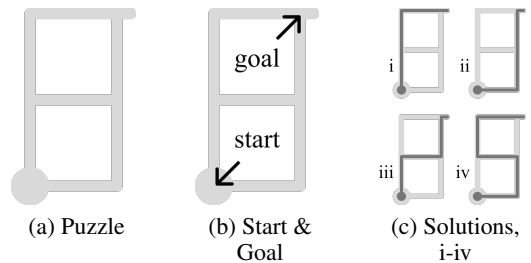 goal
start
i
ii
iii
iv
(a) Puzzle
(b) Start &
Goal
(c) Solutions,
i-iv